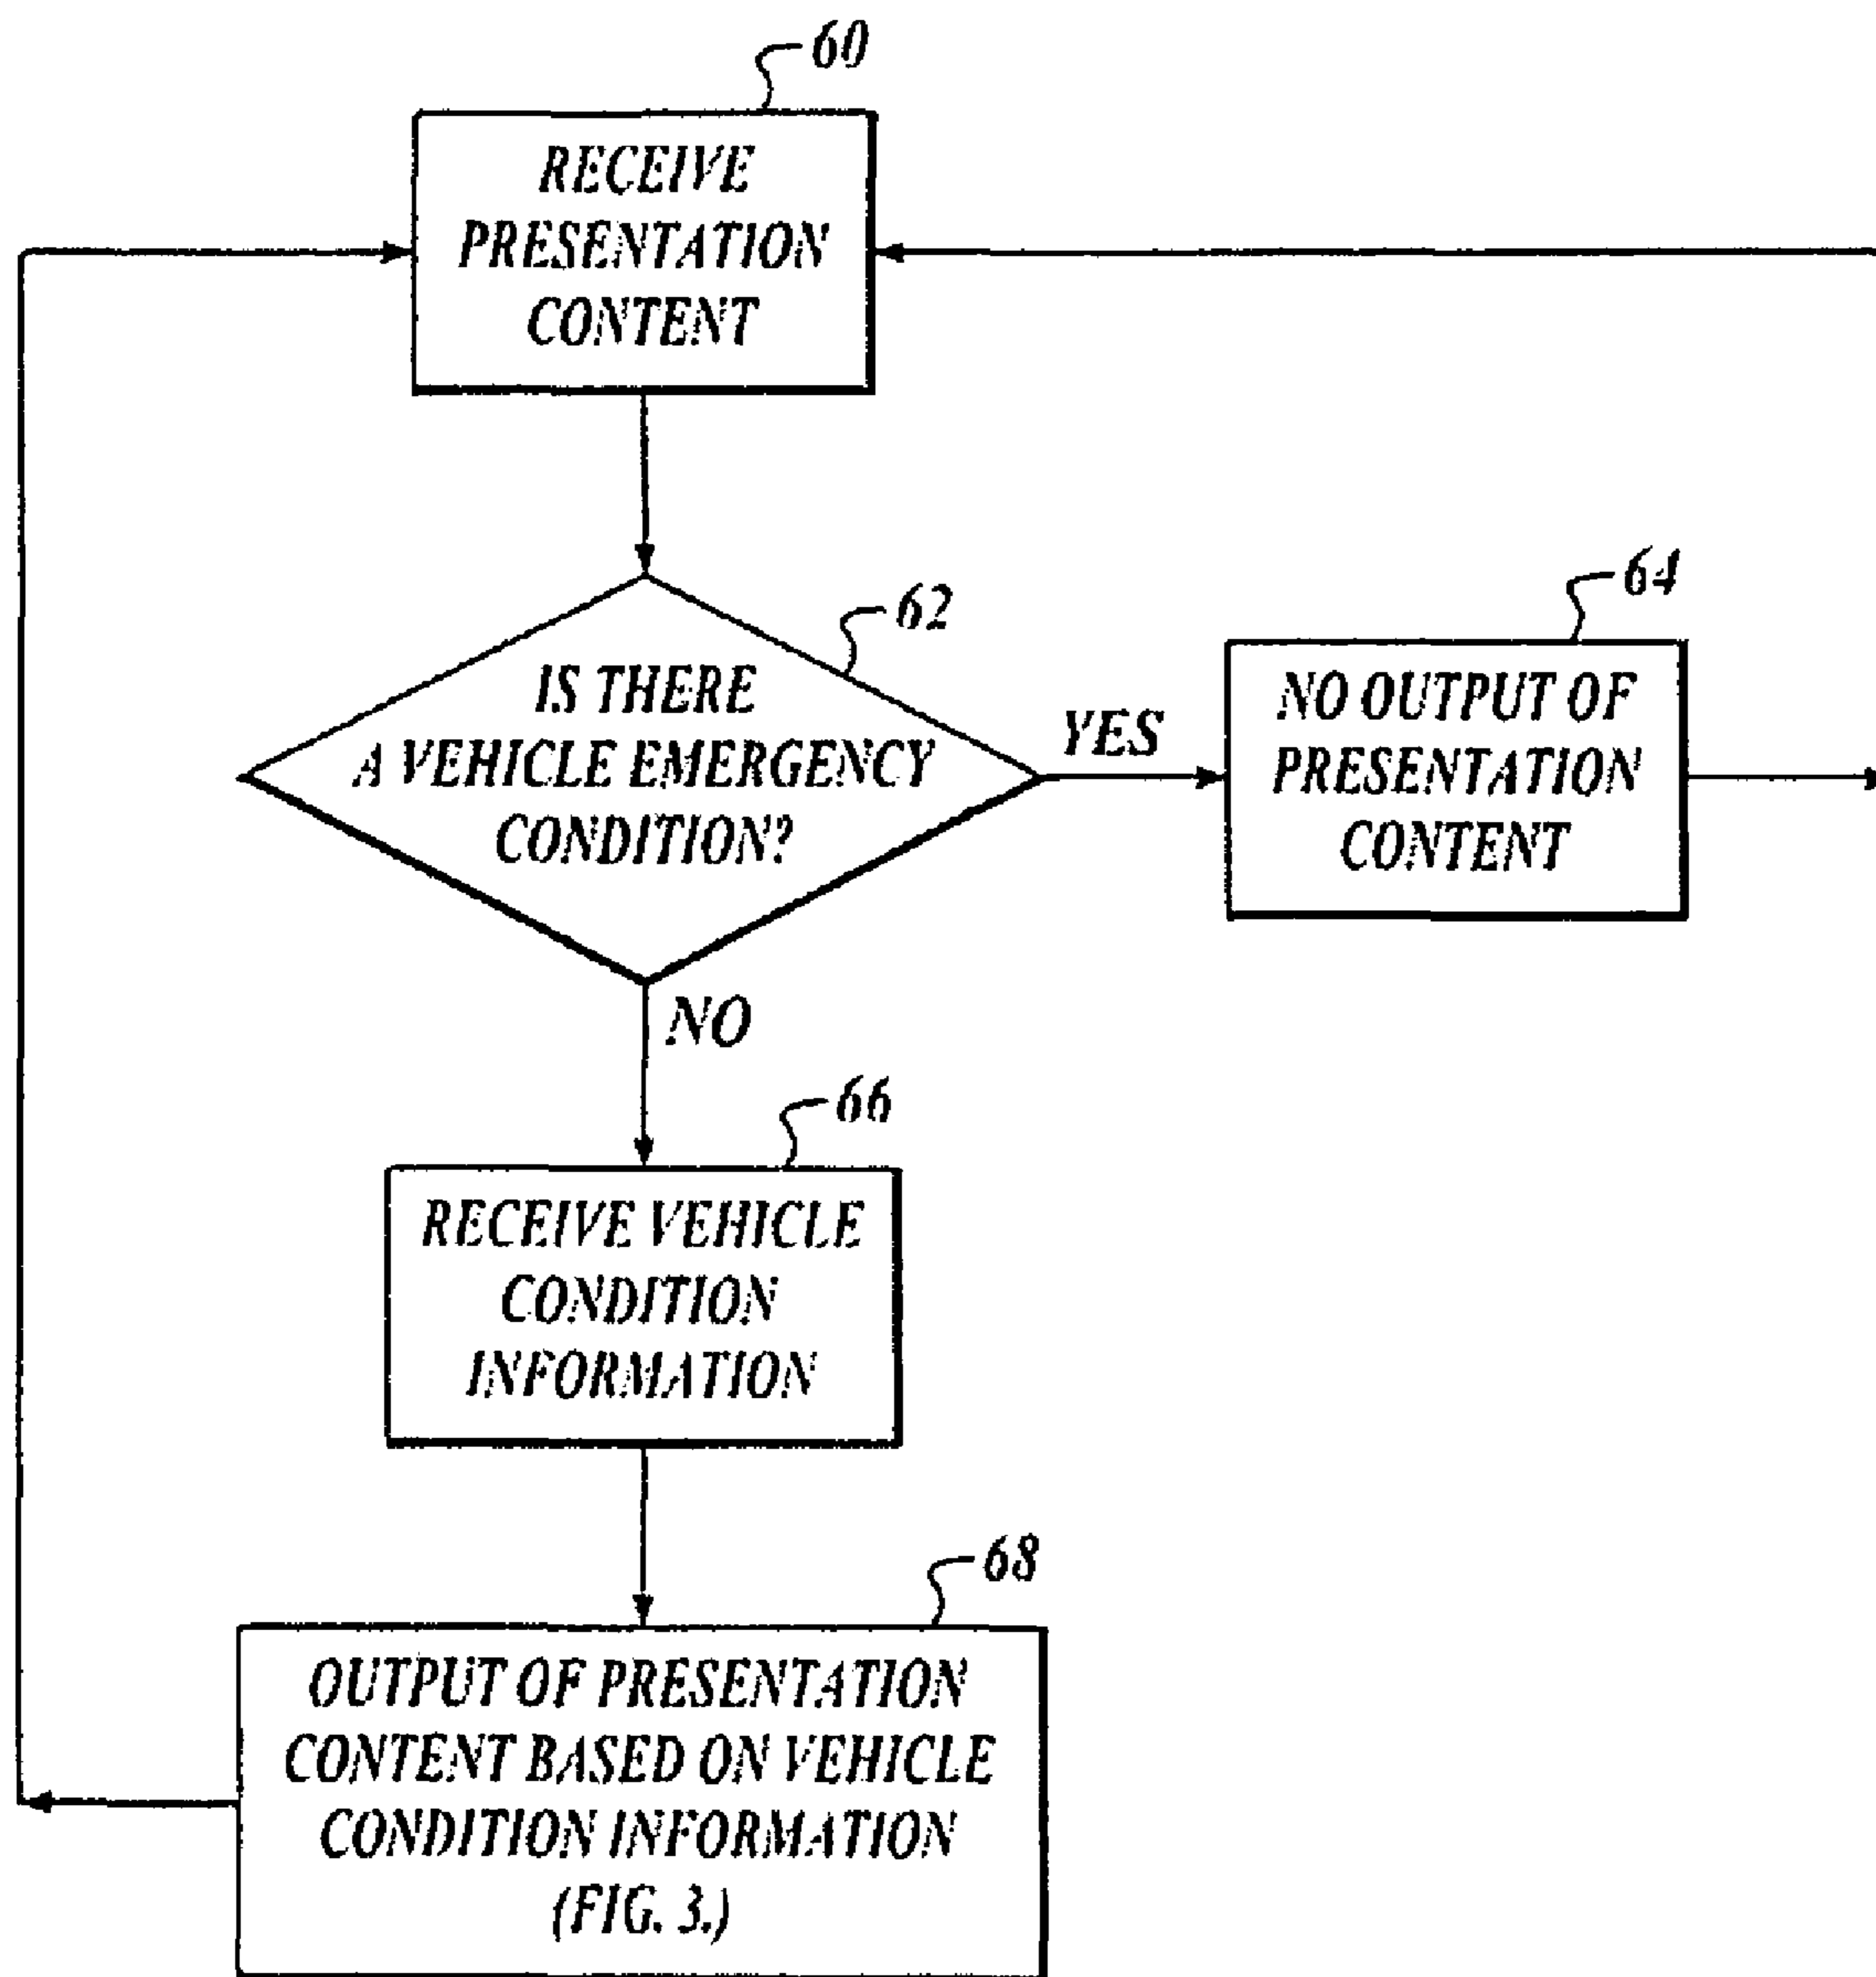 60
RECEIVE
PRESENTATION
CONTENT
62
IS THERE
A VEHICLE EMERGENCY
CONDITION?
YES
64
NO OUTPUT OF
PRESENTATION
CONTENT
NO
66
RECEIVE VEHICLE
CONDITION
INFORMATION
68
OUTPUT OF PRESENTATION
CONTENT BASED ON VEHICLE
CONDITION INFORMATION
(FIG. 3.)